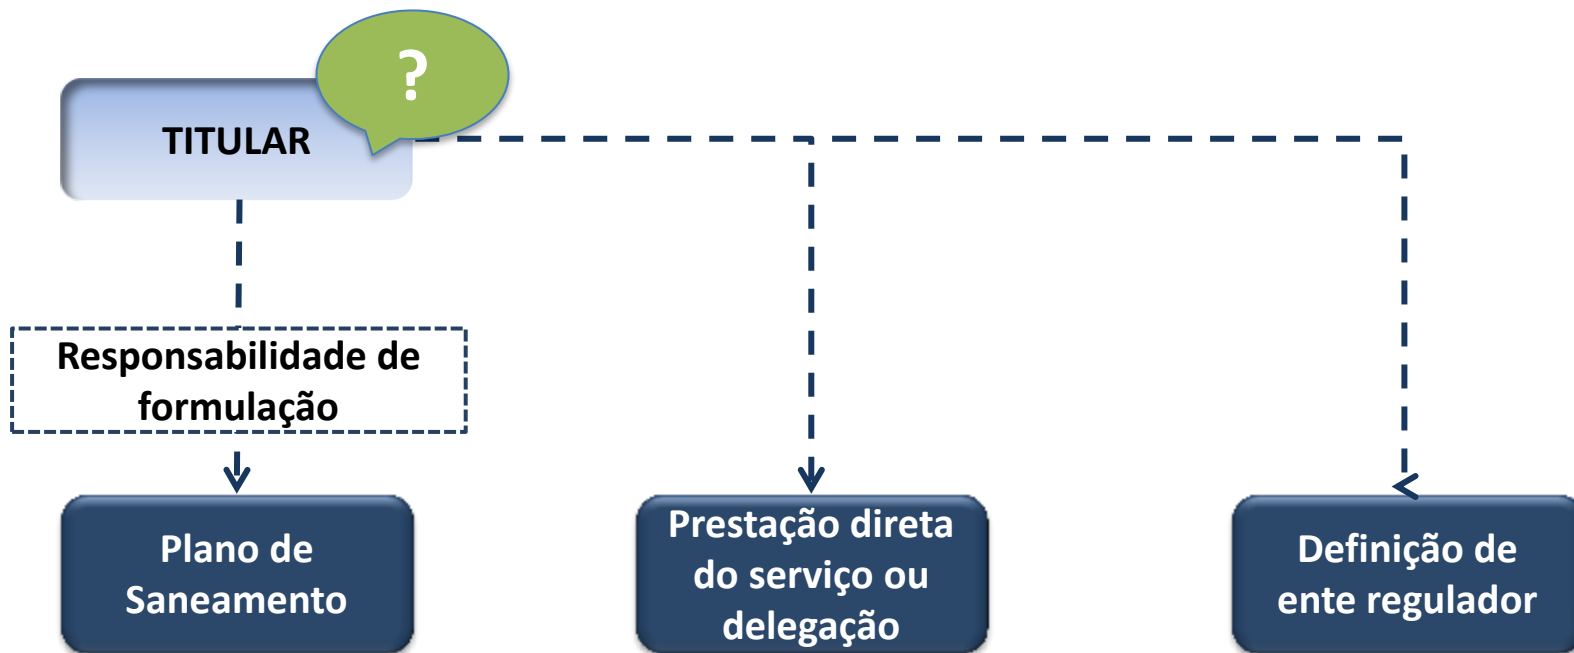 ?
TITULAR
Responsabilidade de
formulação
Plano de
Saneamento
Prestação direta
do serviço ou
delegação
Definição de
ente regulador